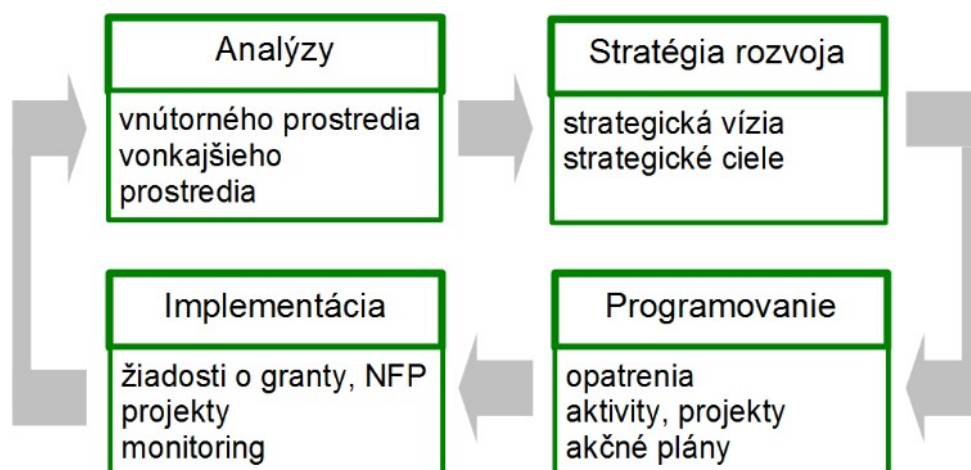 Analýzy
vnútorného prostredia
vonkajšieho
prostredia
Stratégia rozvoja
strategická vízia
strategické ciele
Implementácia
žiadosti o granty, NFP
projekty
monitoring
Programovanie
opatrenia
aktivity, projekty
akčné plány